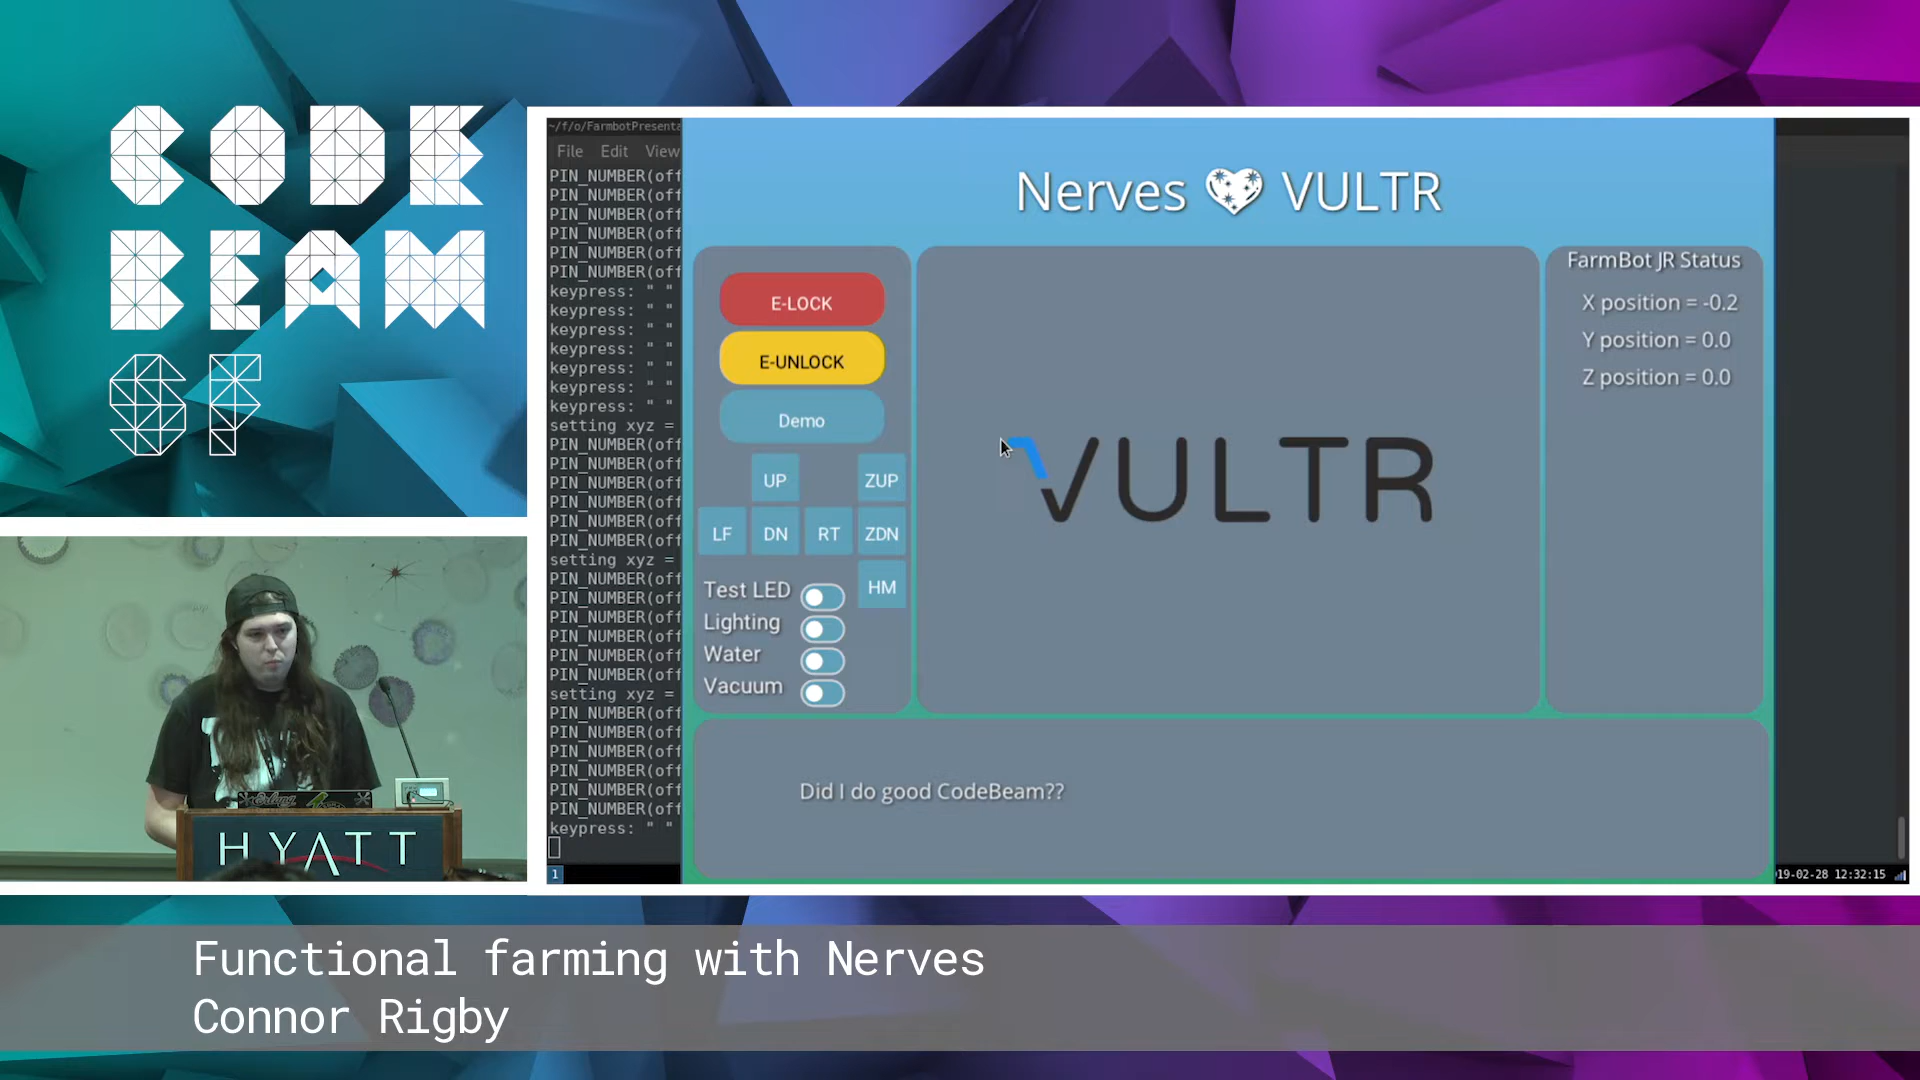 CODE
BEAM
SF
~/f/o/FarmbotPresenta
File Edit View
PIN_NUMBER(off
PIN_NUMBER(off
PIN_NUMBER(off
PIN_NUMBER(off
PIN_NUMBER(off
PIN_NUMBER(off
keypress: " "
keypress: " "
keypress: " "
keypress: " "
keypress: " "
keypress: " "
keypress: " "
setting xyz =
PIN_NUMBER(off
PIN_NUMBER(off
PIN_NUMBER(off
PIN_NUMBER(off
PIN_NUMBER(off
PIN_NUMBER(off
setting xyz =
PIN_NUMBER(off
PIN_NUMBER(off
PIN_NUMBER(off
PIN_NUMBER(off
PIN_NUMBER(off
PIN_NUMBER(off
setting xyz =
PIN_NUMBER(off
PIN_NUMBER(off
PIN_NUMBER(off
PIN_NUMBER(off
PIN_NUMBER(off
PIN_NUMBER(off
keypress: " "
1
Nerves VULTR
E-LOCK
E-UNLOCK
Demo
UP ZUP
LF DN RT ZDN
HM
Test LED
Lighting
Water
Vacuum
VULTR
FarmBot JR Status
X position = -0.2
Y position = 0.0
Z position = 0.0
Did I do good CodeBeam??
19-02-28 12:32:15
Erlang
HYATT
Functional farming with Nerves
Connor Rigby